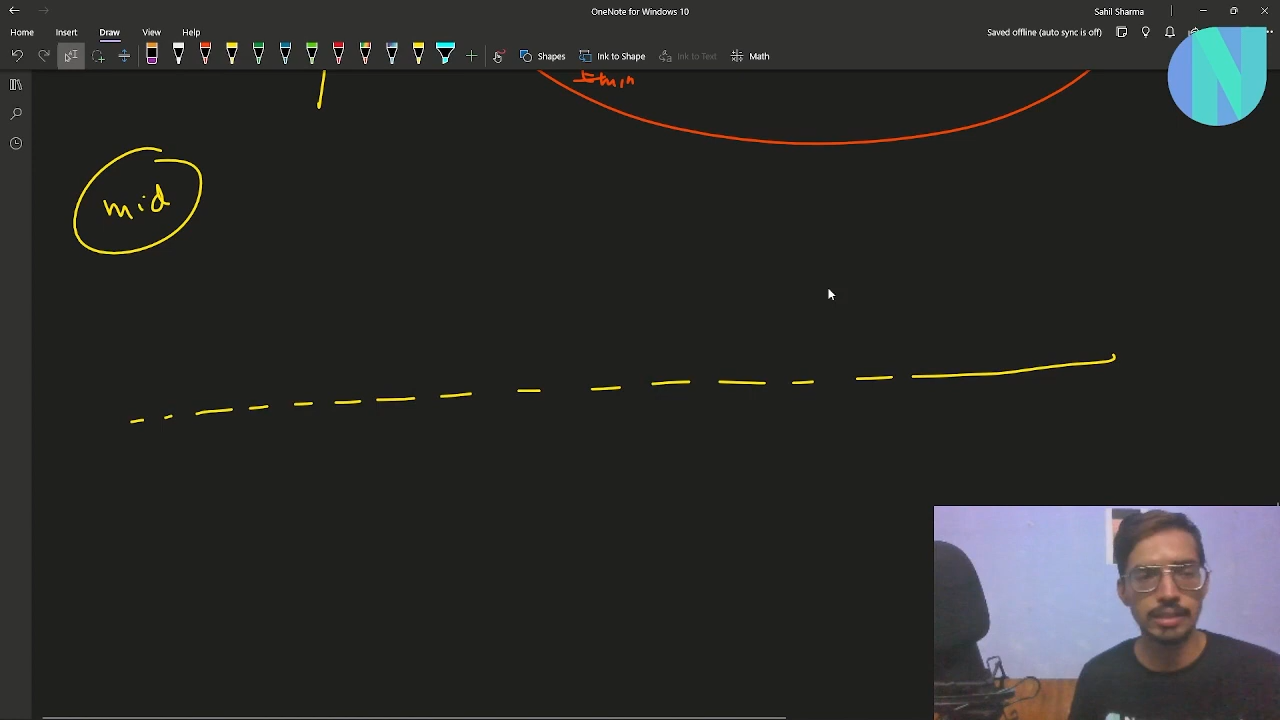 OneNote for Windows 10
Sahil Sharma
Home Insert Draw View Help
Saved offline (auto sync is off)
Shapes Ink to Shape Ink to Text Math
mid